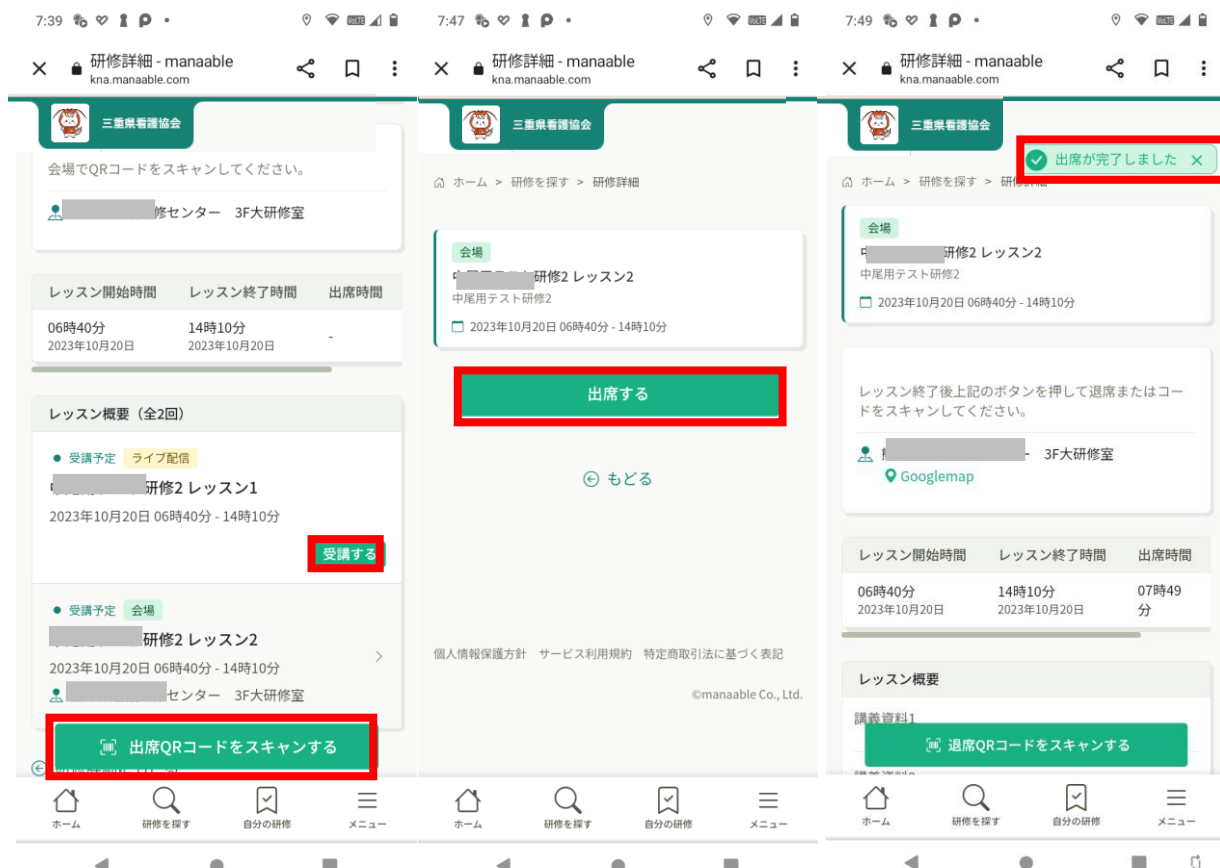 7:39
VoLTE
研修詳細 - manaable
kna.manaable.com
三重県看護協会
会場でQRコードをスキャンしてください。
修センター 3F大研修室
レッスン開始時間 レッスン終了時間 出席時間
06時40分 14時10分
2023年10月20日 2023年10月20日 -
レッスン概要（全2回）
受講予定 ライブ配信
研修2 レッスン1
2023年10月20日 06時40分 - 14時10分
受講する
受講予定 会場
研修2 レッスン2
2023年10月20日 06時40分 - 14時10分
センター 3F大研修室
出席QRコードをスキャンする
ホーム 研修を探す 自分の研修 メニュー
7:47
VoLTE
研修詳細 - manaable
kna.manaable.com
三重県看護協会
ホーム > 研修を探す > 研修詳細
会場
研修2 レッスン2
中尾用テスト研修2
2023年10月20日 06時40分 - 14時10分
出席する
もどる
個人情報保護方針 サービス利用規約 特定商取引法に基づく表記
©manaable Co., Ltd.
ホーム 研修を探す 自分の研修 メニュー
7:49
VoLTE
研修詳細 - manaable
kna.manaable.com
三重県看護協会
出席が完了しました ×
ホーム > 研修を探す >
会場
研修2 レッスン2
中尾用テスト研修2
2023年10月20日 06時40分 - 14時10分
レッスン終了後上記のボタンを押して退席またはコー
ドをスキャンしてください。
3F大研修室
Googlemap
レッスン開始時間 レッスン終了時間 出席時間
06時40分 14時10分 07時49
2023年10月20日 2023年10月20日 分
レッスン概要
講義資料1
退席QRコードをスキャンする
ホーム 研修を探す 自分の研修 メニュー